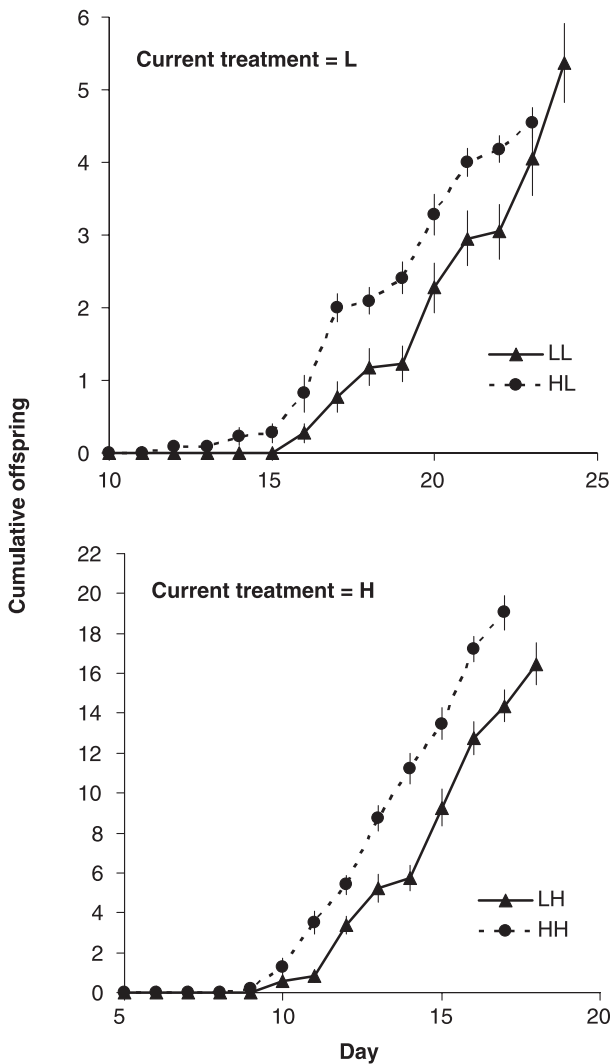 6
Current treatment = L
5
4
3
2
LL
1
HL
0
10 15 20 25
Cumulative offspring
22
Current treatment = H
20
18
16
14
12
10
8
6
LH
4
HH
2
0
5 10 15 20
Day